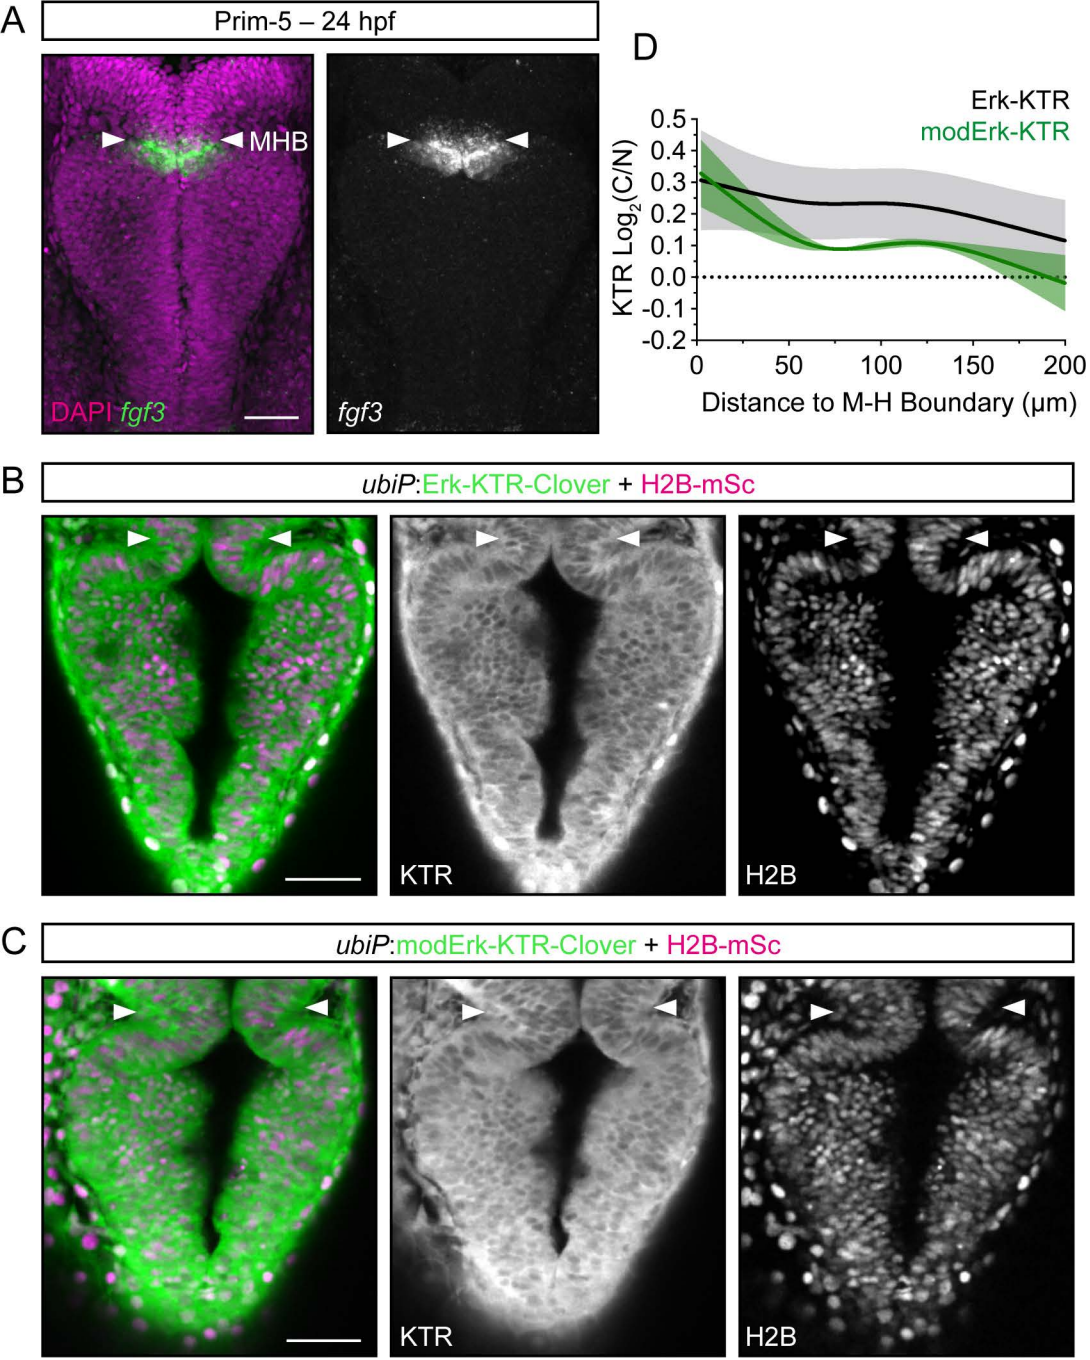 A
Prim-5 – 24 hpf
MHB
DAPI fgf3
fgf3
D
Erk-KTR
modErk-KTR
KTR Log2(C/N)
0.5
0.4
0.3
0.2
0.1
0.0
-0.1
-0.2
0 50 100 150 200
Distance to M-H Boundary (μm)
B
ubiP:Erk-KTR-Clover + H2B-mSc
KTR
H2B
C
ubiP:modErk-KTR-Clover + H2B-mSc
KTR
H2B